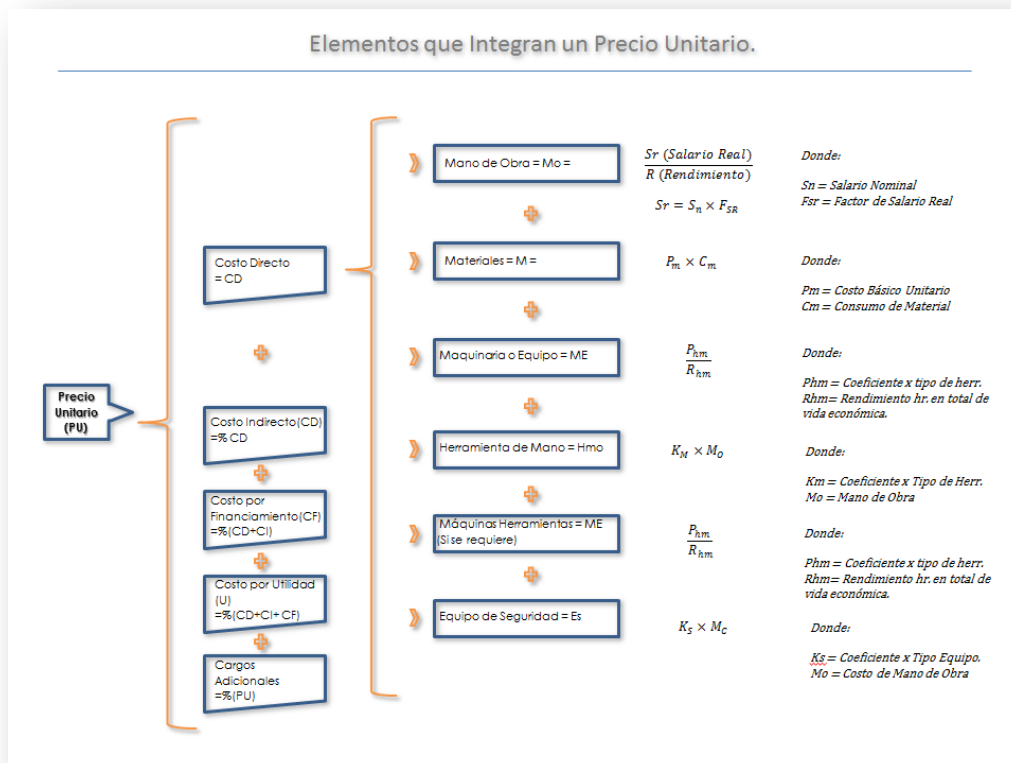 Elementos que Integran un Precio Unitario.
Precio
Unitario
(PU)
Costo Directo
= CD
Costo Indirecto(CD)
=% CD
Costo por
Financiamiento(CF)
=%(CD+CI)
Costo por Utilidad
(U)
=%(CD+CI+ CF)
Cargos
Adicionales
=%(PU)
Mano de Obra = Mo =
Sr (Salario Real)
R (Rendimiento)
Sr = Sn × FSR
Donde:
Sn = Salario Nominal
Fsr = Factor de Salario Real
Materiales = M =
Pm × Cm
Donde:
Pm = Costo Básico Unitario
Cm = Consumo de Material
Maquinaria o Equipo = ME
Phm
Rhm
Donde:
Phm = Coeficiente x tipo de herr.
Rhm= Rendimiento hr. en total de
vida económica.
Herramienta de Mano = Hmo
KM × MO
Donde:
Km = Coeficiente x Tipo de Herr.
Mo = Mano de Obra
Máquinas Herramientas = ME
(Si se requiere)
Phm
Rhm
Donde:
Phm = Coeficiente x tipo de herr.
Rhm= Rendimiento hr. en total de
vida económica.
Equipo de Seguridad = Es
KS × MC
Donde:
Ks = Coeficiente x Tipo Equipo.
Mo = Costo de Mano de Obra